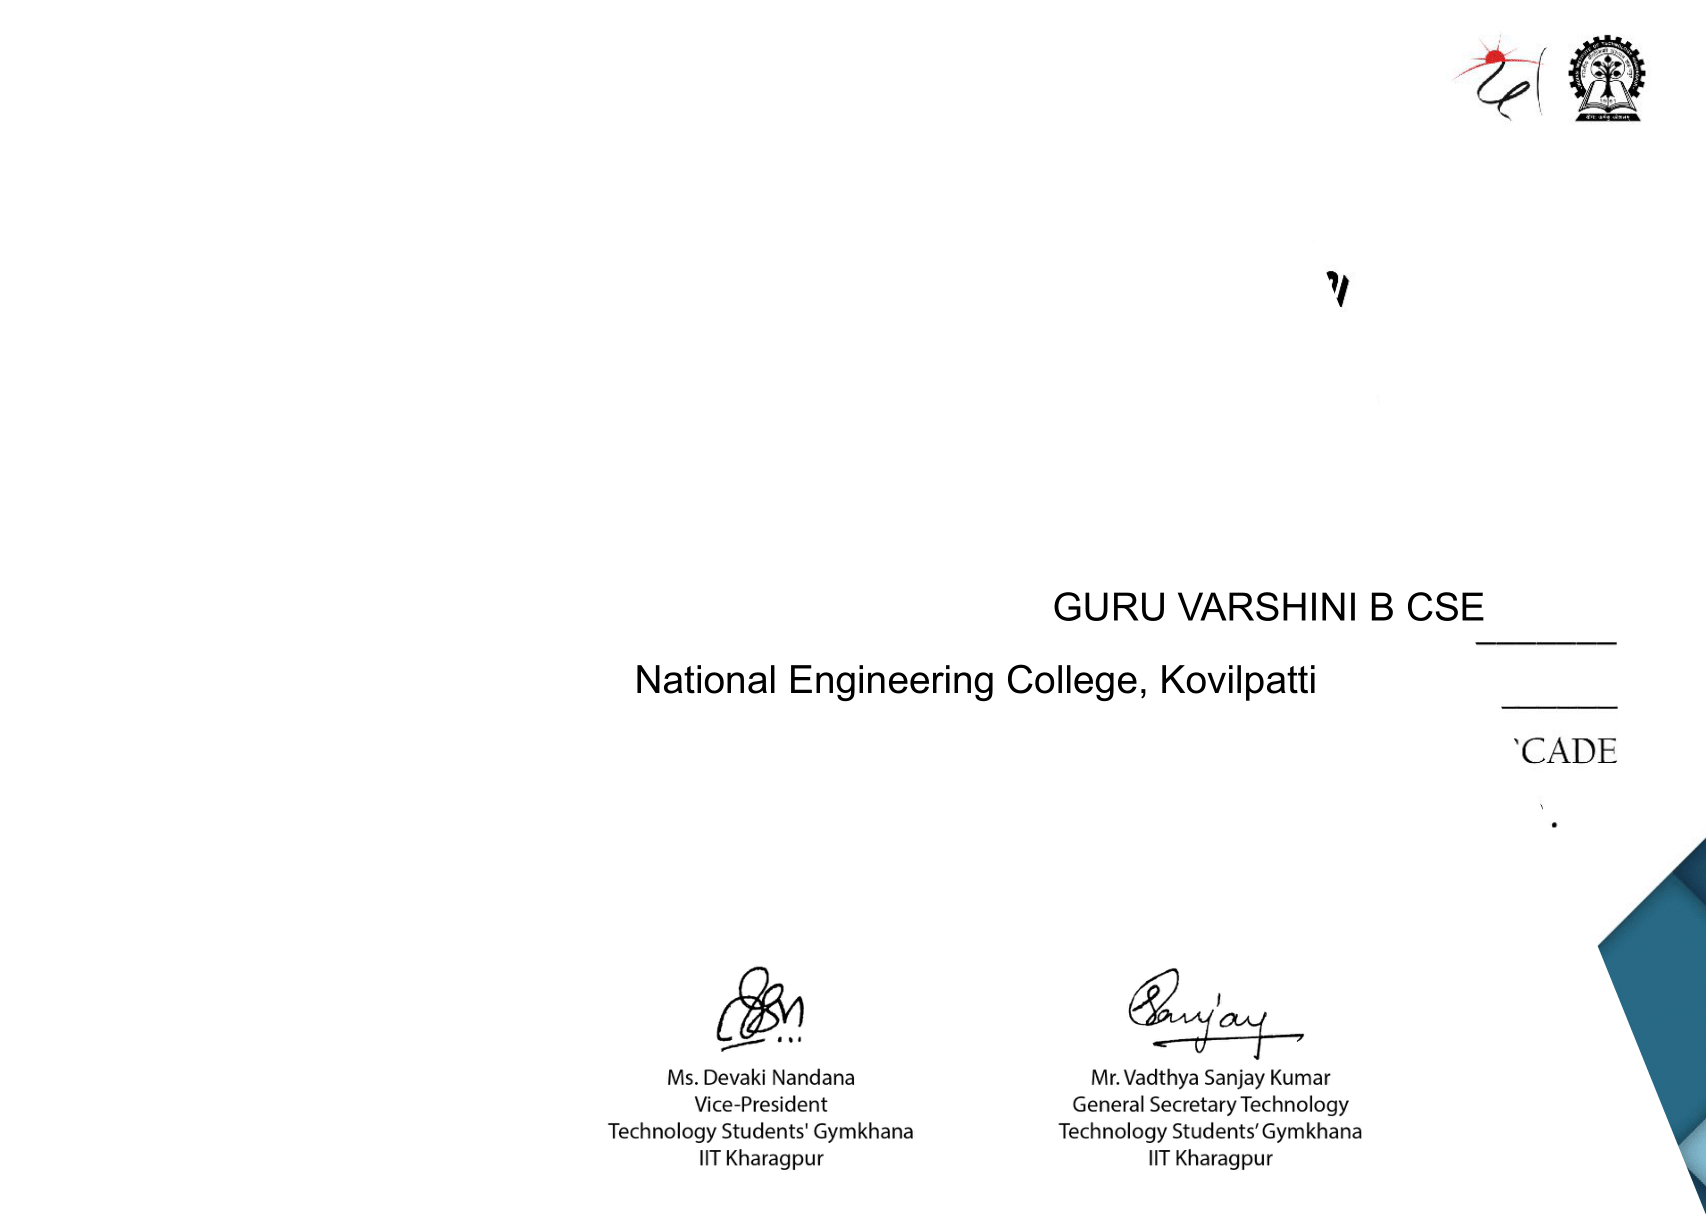 GURU VARSHINI B CSE
National Engineering College, Kovilpatti
CADE
Ms. Devaki Nandana
Vice-President
Technology Students' Gymkhana
IIT Kharagpur
Sanjay
Mr. Vadthya Sanjay Kumar
General Secretary Technology
Technology Students’ Gymkhana
IIT Kharagpur